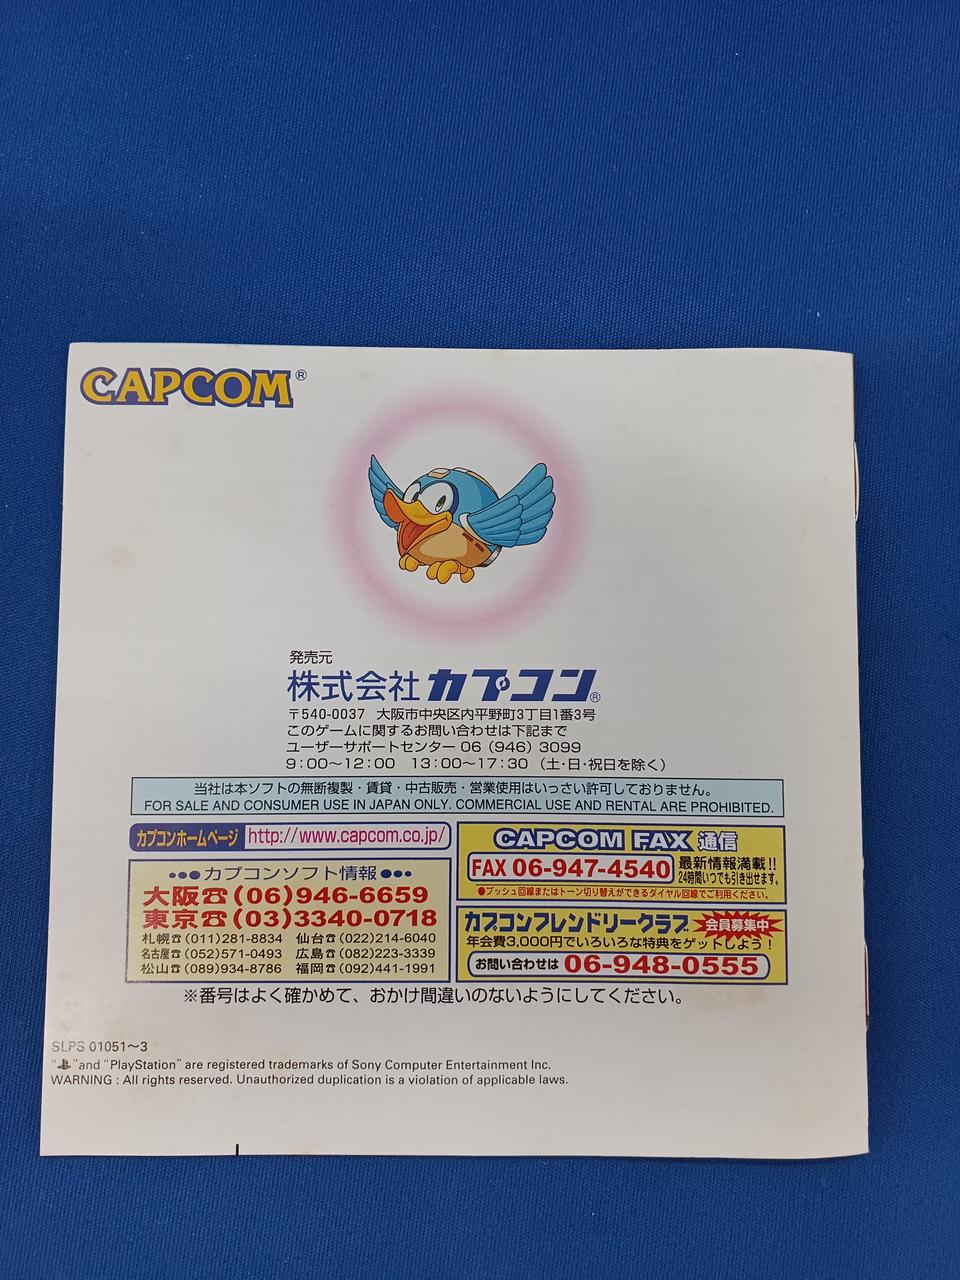 CAPCOM®
発売元
株式会社カプコン®
〒540-0037 大阪市中央区内平野町3丁目1番3号
このゲームに関するお問い合わせは下記まで
ユーザーサポートセンター 06（946）3099
9：00～12：00 13：00～17：30（土・日・祝日を除く）
当社は本ソフトの無断複製・賃貸・中古販売・営業使用はいっさい許可しておりません。
FOR SALE AND CONSUMER USE IN JAPAN ONLY. COMMERCIAL USE AND RENTAL ARE PROHIBITED.
カプコンホームページ http://www.capcom.co.jp/
●●●カプコンソフト情報●●●
大阪☎(06)946-6659
東京☎(03)3340-0718
札幌☎(011)281-8834 仙台☎(022)214-6040
名古屋☎(052)571-0493 広島☎(082)223-3339
松山☎(089)934-8786 福岡☎(092)441-1991
CAPCOM FAX 通信
FAX 06-947-4540 最新情報満載!!
24時間いつでも引き出せます。
●プッシュ回線またはトーン切り替えができるダイヤル回線でご利用ください。
カプコンフレンドリークラブ 会員募集中
年会費3,000円でいろいろな特典をゲットしよう！
お問い合わせは 06-948-0555
※番号はよく確かめて、おかけ間違いのないようにしてください。
SLPS 01051～3
“ ”and “PlayStation” are registered trademarks of Sony Computer Entertainment Inc.
WARNING : All rights reserved. Unauthorized duplication is a violation of applicable laws.